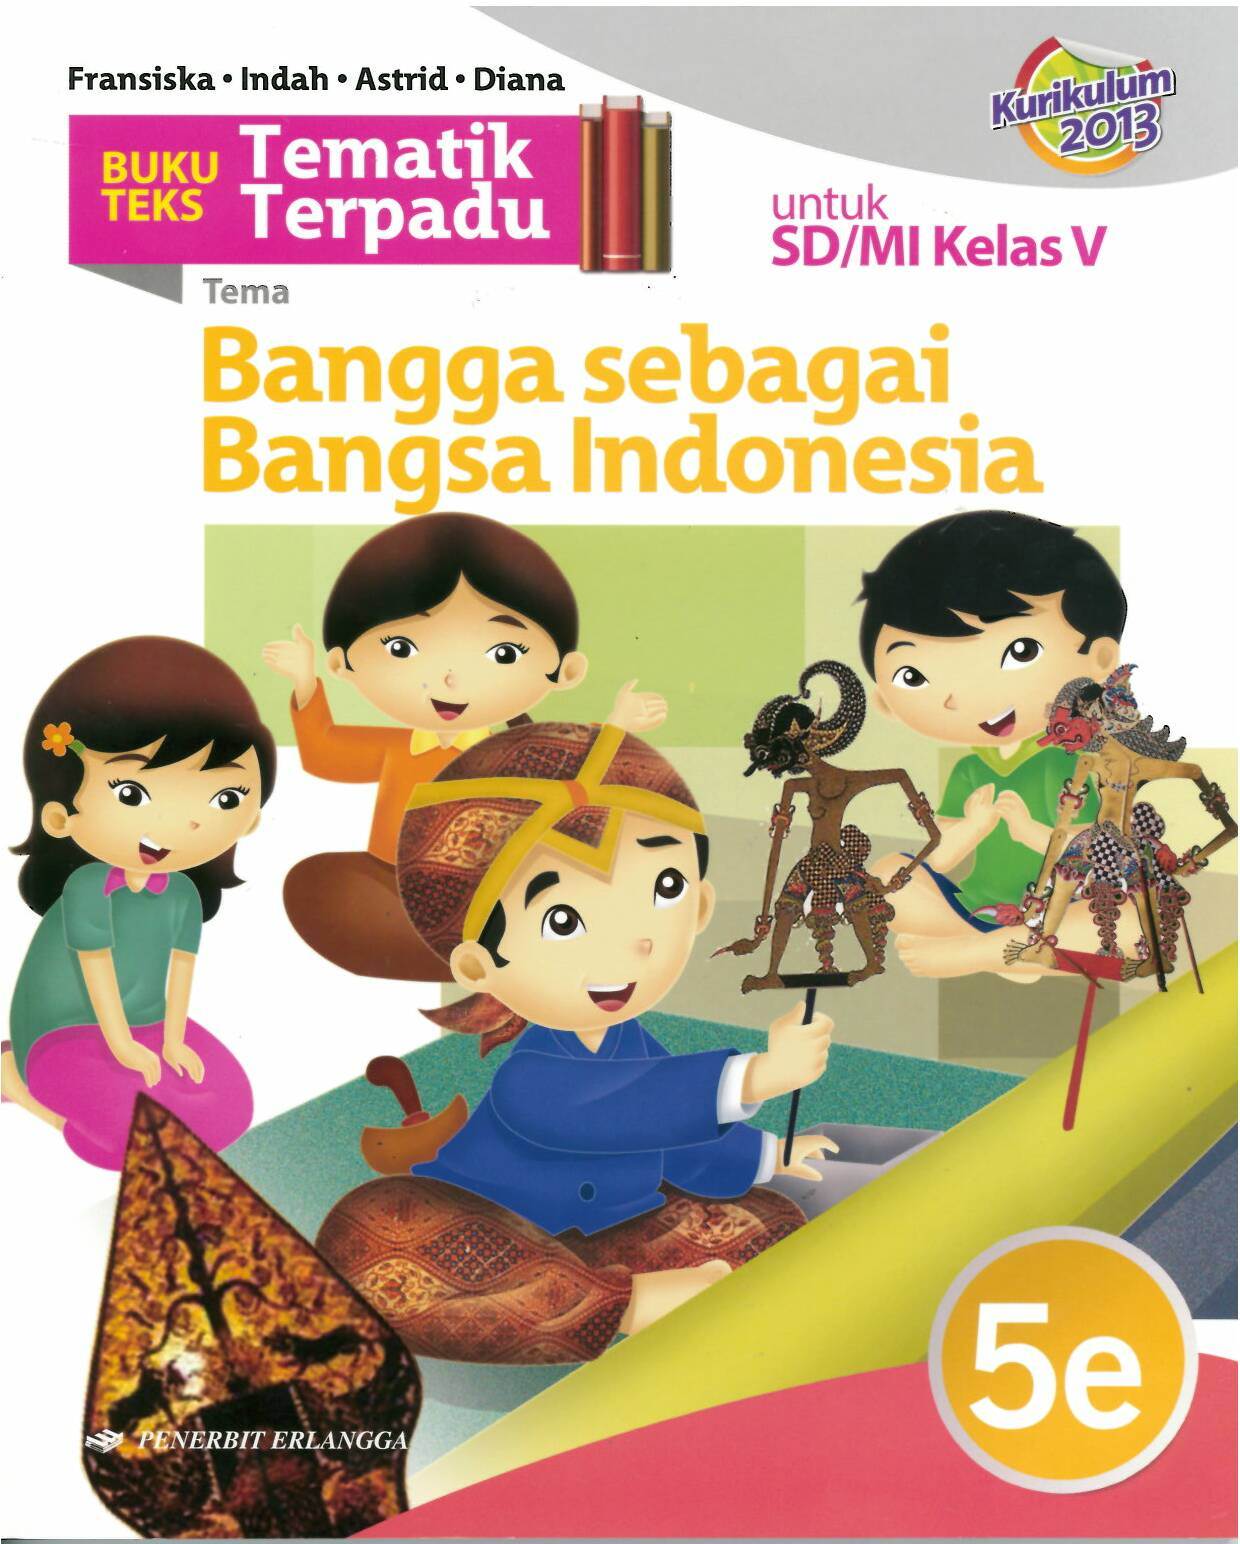 Fransiska • Indah • Astrid • Diana
Kurikulum
2013
BUKU
TEKS
Tematik
Terpadu
untuk
SD/MI Kelas V
Tema
Bangga sebagai
Bangsa Indonesia
5e
PENERBIT ERLANGGA